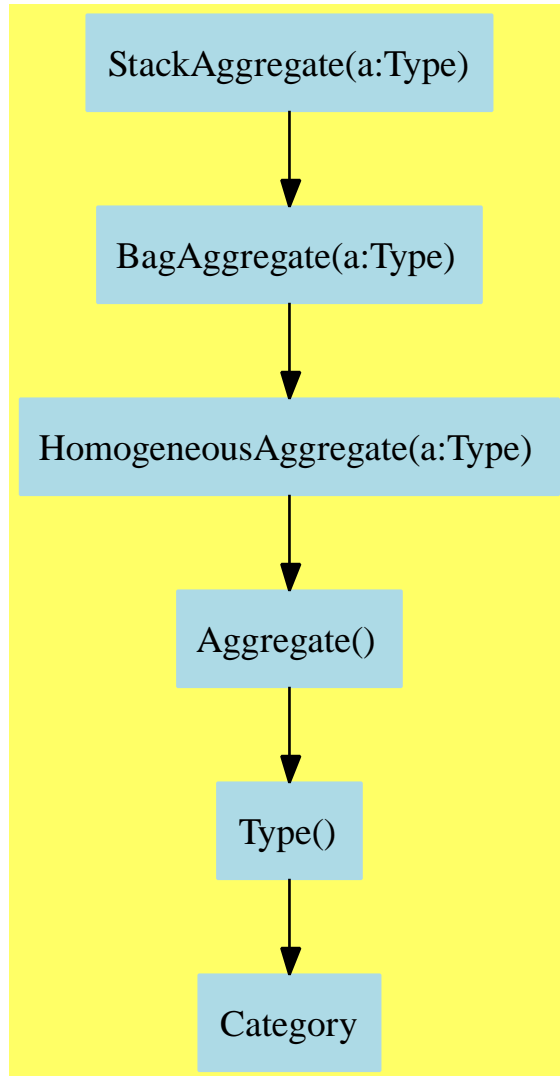 StackAggregate(a:Type)
BagAggregate(a:Type)
HomogeneousAggregate(a:Type)
Aggregate()
Type()
Category